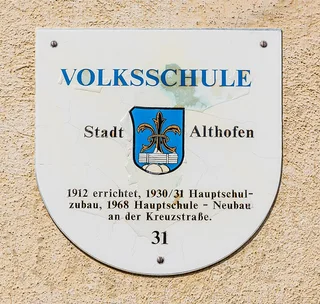 VOLKSSCHULE
Stadt Althofen
1912 errichtet, 1930/31 Hauptschul-
zubau, 1968 Hauptschule - Neubau
an der Kreuzstraße.
31